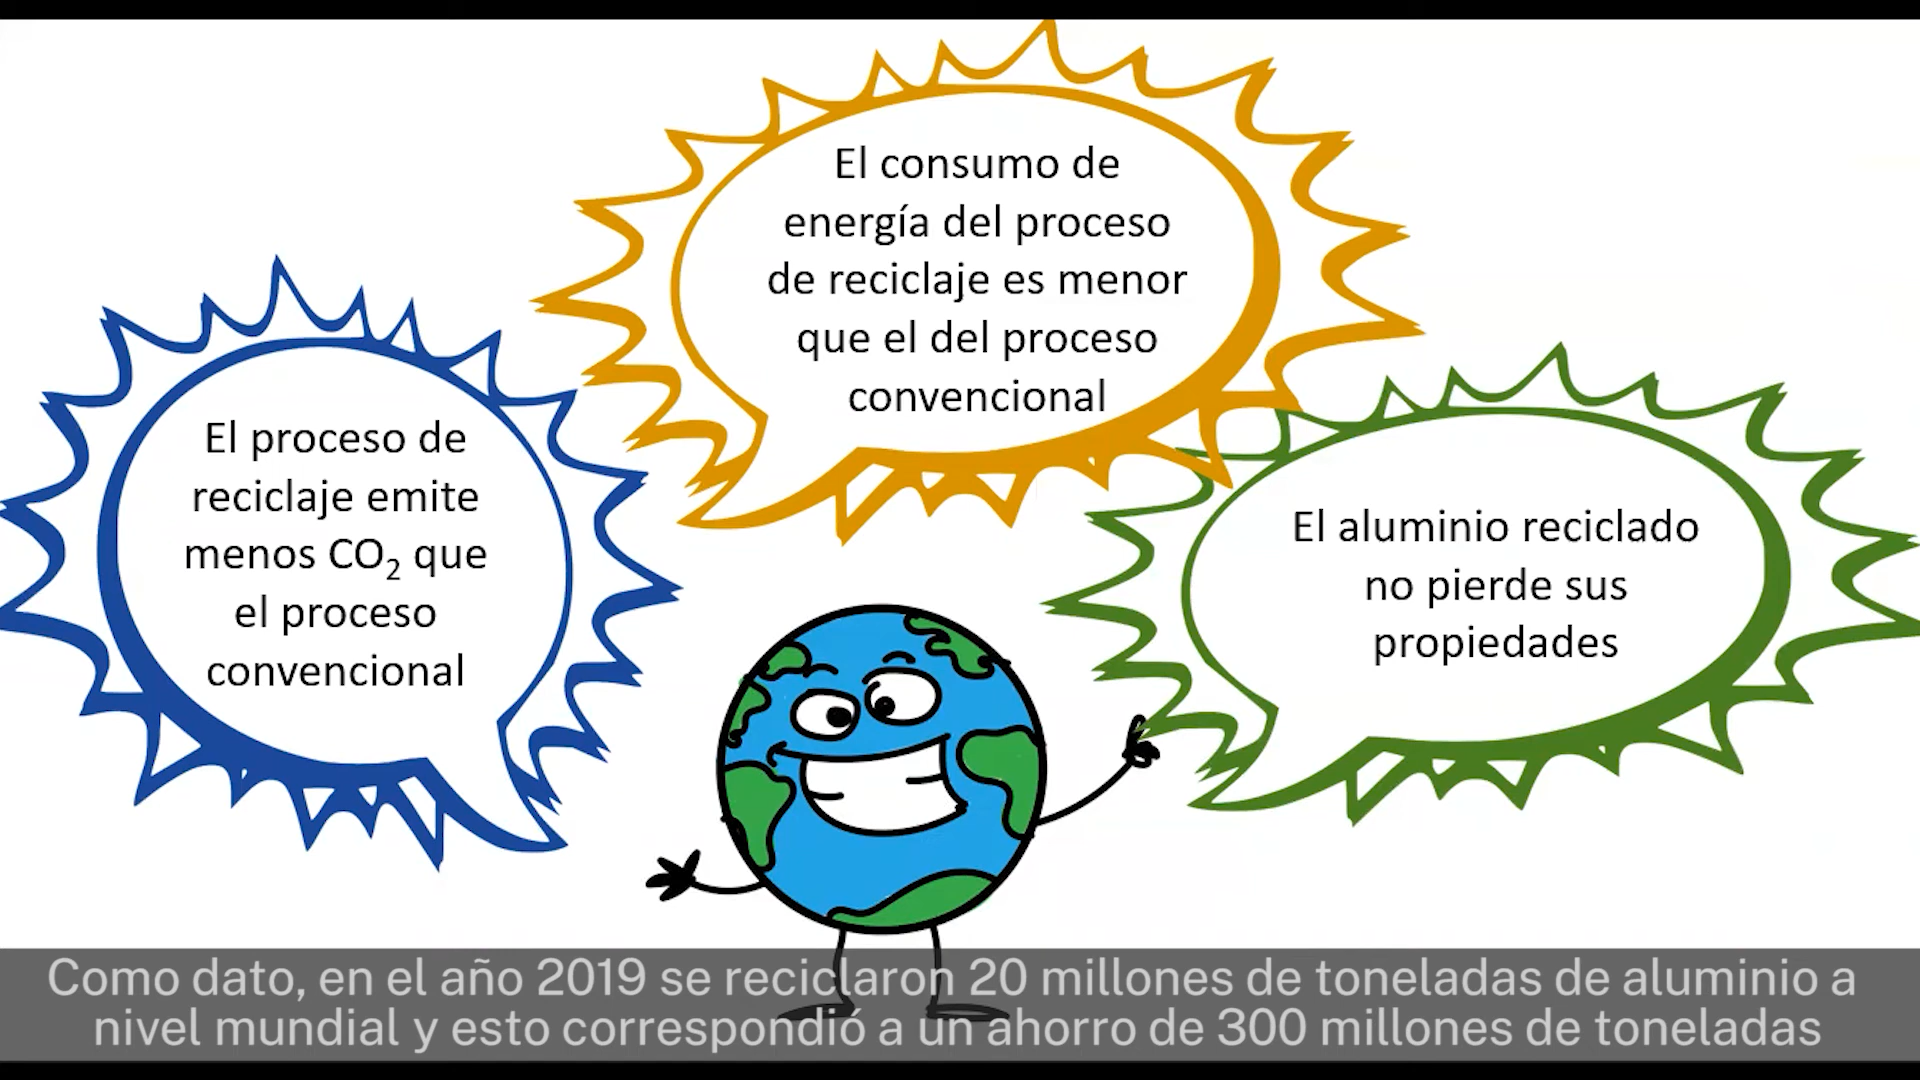 El consumo de
energía del proceso
de reciclaje es menor
que el del proceso
convencional
El proceso de
reciclaje emite
menos CO₂ que
el proceso
convencional
El aluminio reciclado
no pierde sus
propiedades
Como dato, en el año 2019 se reciclaron 20 millones de toneladas de aluminio a
nivel mundial y esto correspondió a un ahorro de 300 millones de toneladas